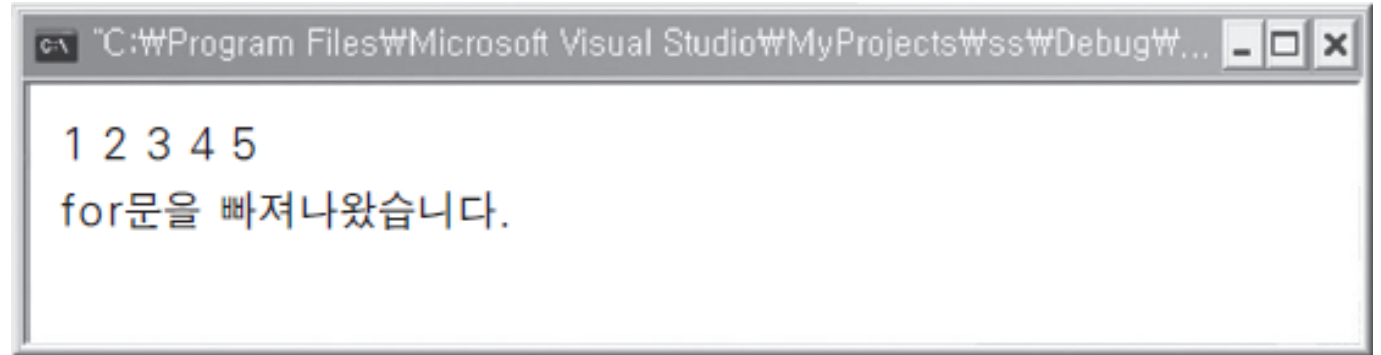 "C:₩Program Files₩Microsoft Visual Studio₩MyProjects₩ss₩Debug₩...
1 2 3 4 5
for문을 빠져나왔습니다.